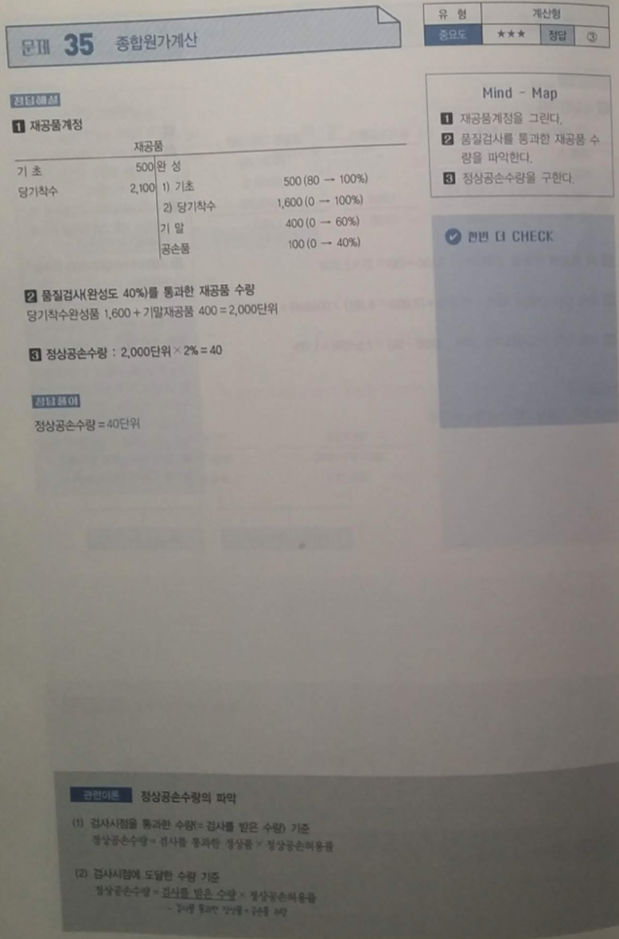 문제 35 종합원가계산
유 형 계산형
중요도 ★★★ 정답 ③
정답해설
1 재공품계정
재공품
기 초 500 완 성
당기착수 2,100 1) 기초 500 (80 → 100%)
2) 당기착수 1,600 (0 → 100%)
기 말 400 (0 → 60%)
공손품 100 (0 → 40%)
2 품질검사(완성도 40%)를 통과한 재공품 수량
당기착수완성품 1,600 + 기말재공품 400 = 2,000단위
3 정상공손수량 : 2,000단위 × 2% = 40
정답풀이
정상공손수량 = 40단위
Mind - Map
1 재공품계정을 그린다.
2 품질검사를 통과한 재공품 수
량을 파악한다.
3 정상공손수량을 구한다.
한번 더 CHECK
관련이론 정상공손수량의 파악
(1) 검사시점을 통과한 수량(= 검사를 받은 수량) 기준
정상공손수량 = 검사를 통과한 정상품 × 정상공손허용률
(2) 검사시점에 도달한 수량 기준
정상공손수량 = 검사를 받은 수량 × 정상공손허용률
검사를 통과한 정상품 + 공손품 수량